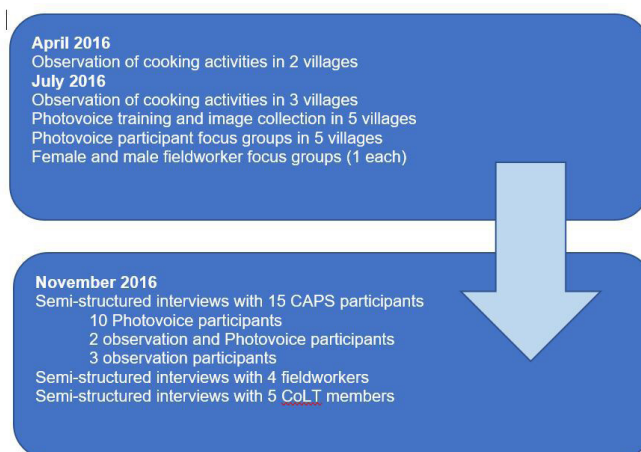 April 2016
Observation of cooking activities in 2 villages
July 2016
Observation of cooking activities in 3 villages
Photovoice training and image collection in 5 villages
Photovoice participant focus groups in 5 villages
Female and male fieldworker focus groups (1 each)
November 2016
Semi-structured interviews with 15 CAPS participants
10 Photovoice participants
2 observation and Photovoice participants
3 observation participants
Semi-structured interviews with 4 fieldworkers
Semi-structured interviews with 5 CoLT members